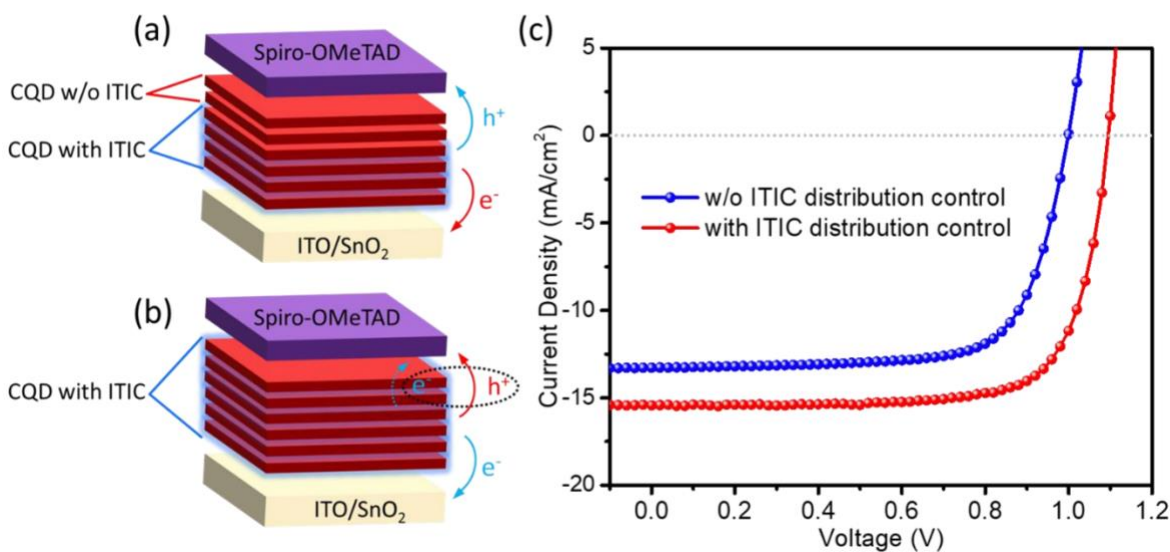 (a)
Spiro-OMeTAD
CQD w/o ITIC
CQD with ITIC
h⁺
e⁻
ITO/SnO₂
(b)
Spiro-OMeTAD
CQD with ITIC
e⁻
h⁺
e⁻
ITO/SnO₂
(c)
Current Density (mA/cm²)
5
0
-5
-10
-15
-20
w/o ITIC distribution control
with ITIC distribution control
0.0 0.2 0.4 0.6 0.8 1.0 1.2
Voltage (V)